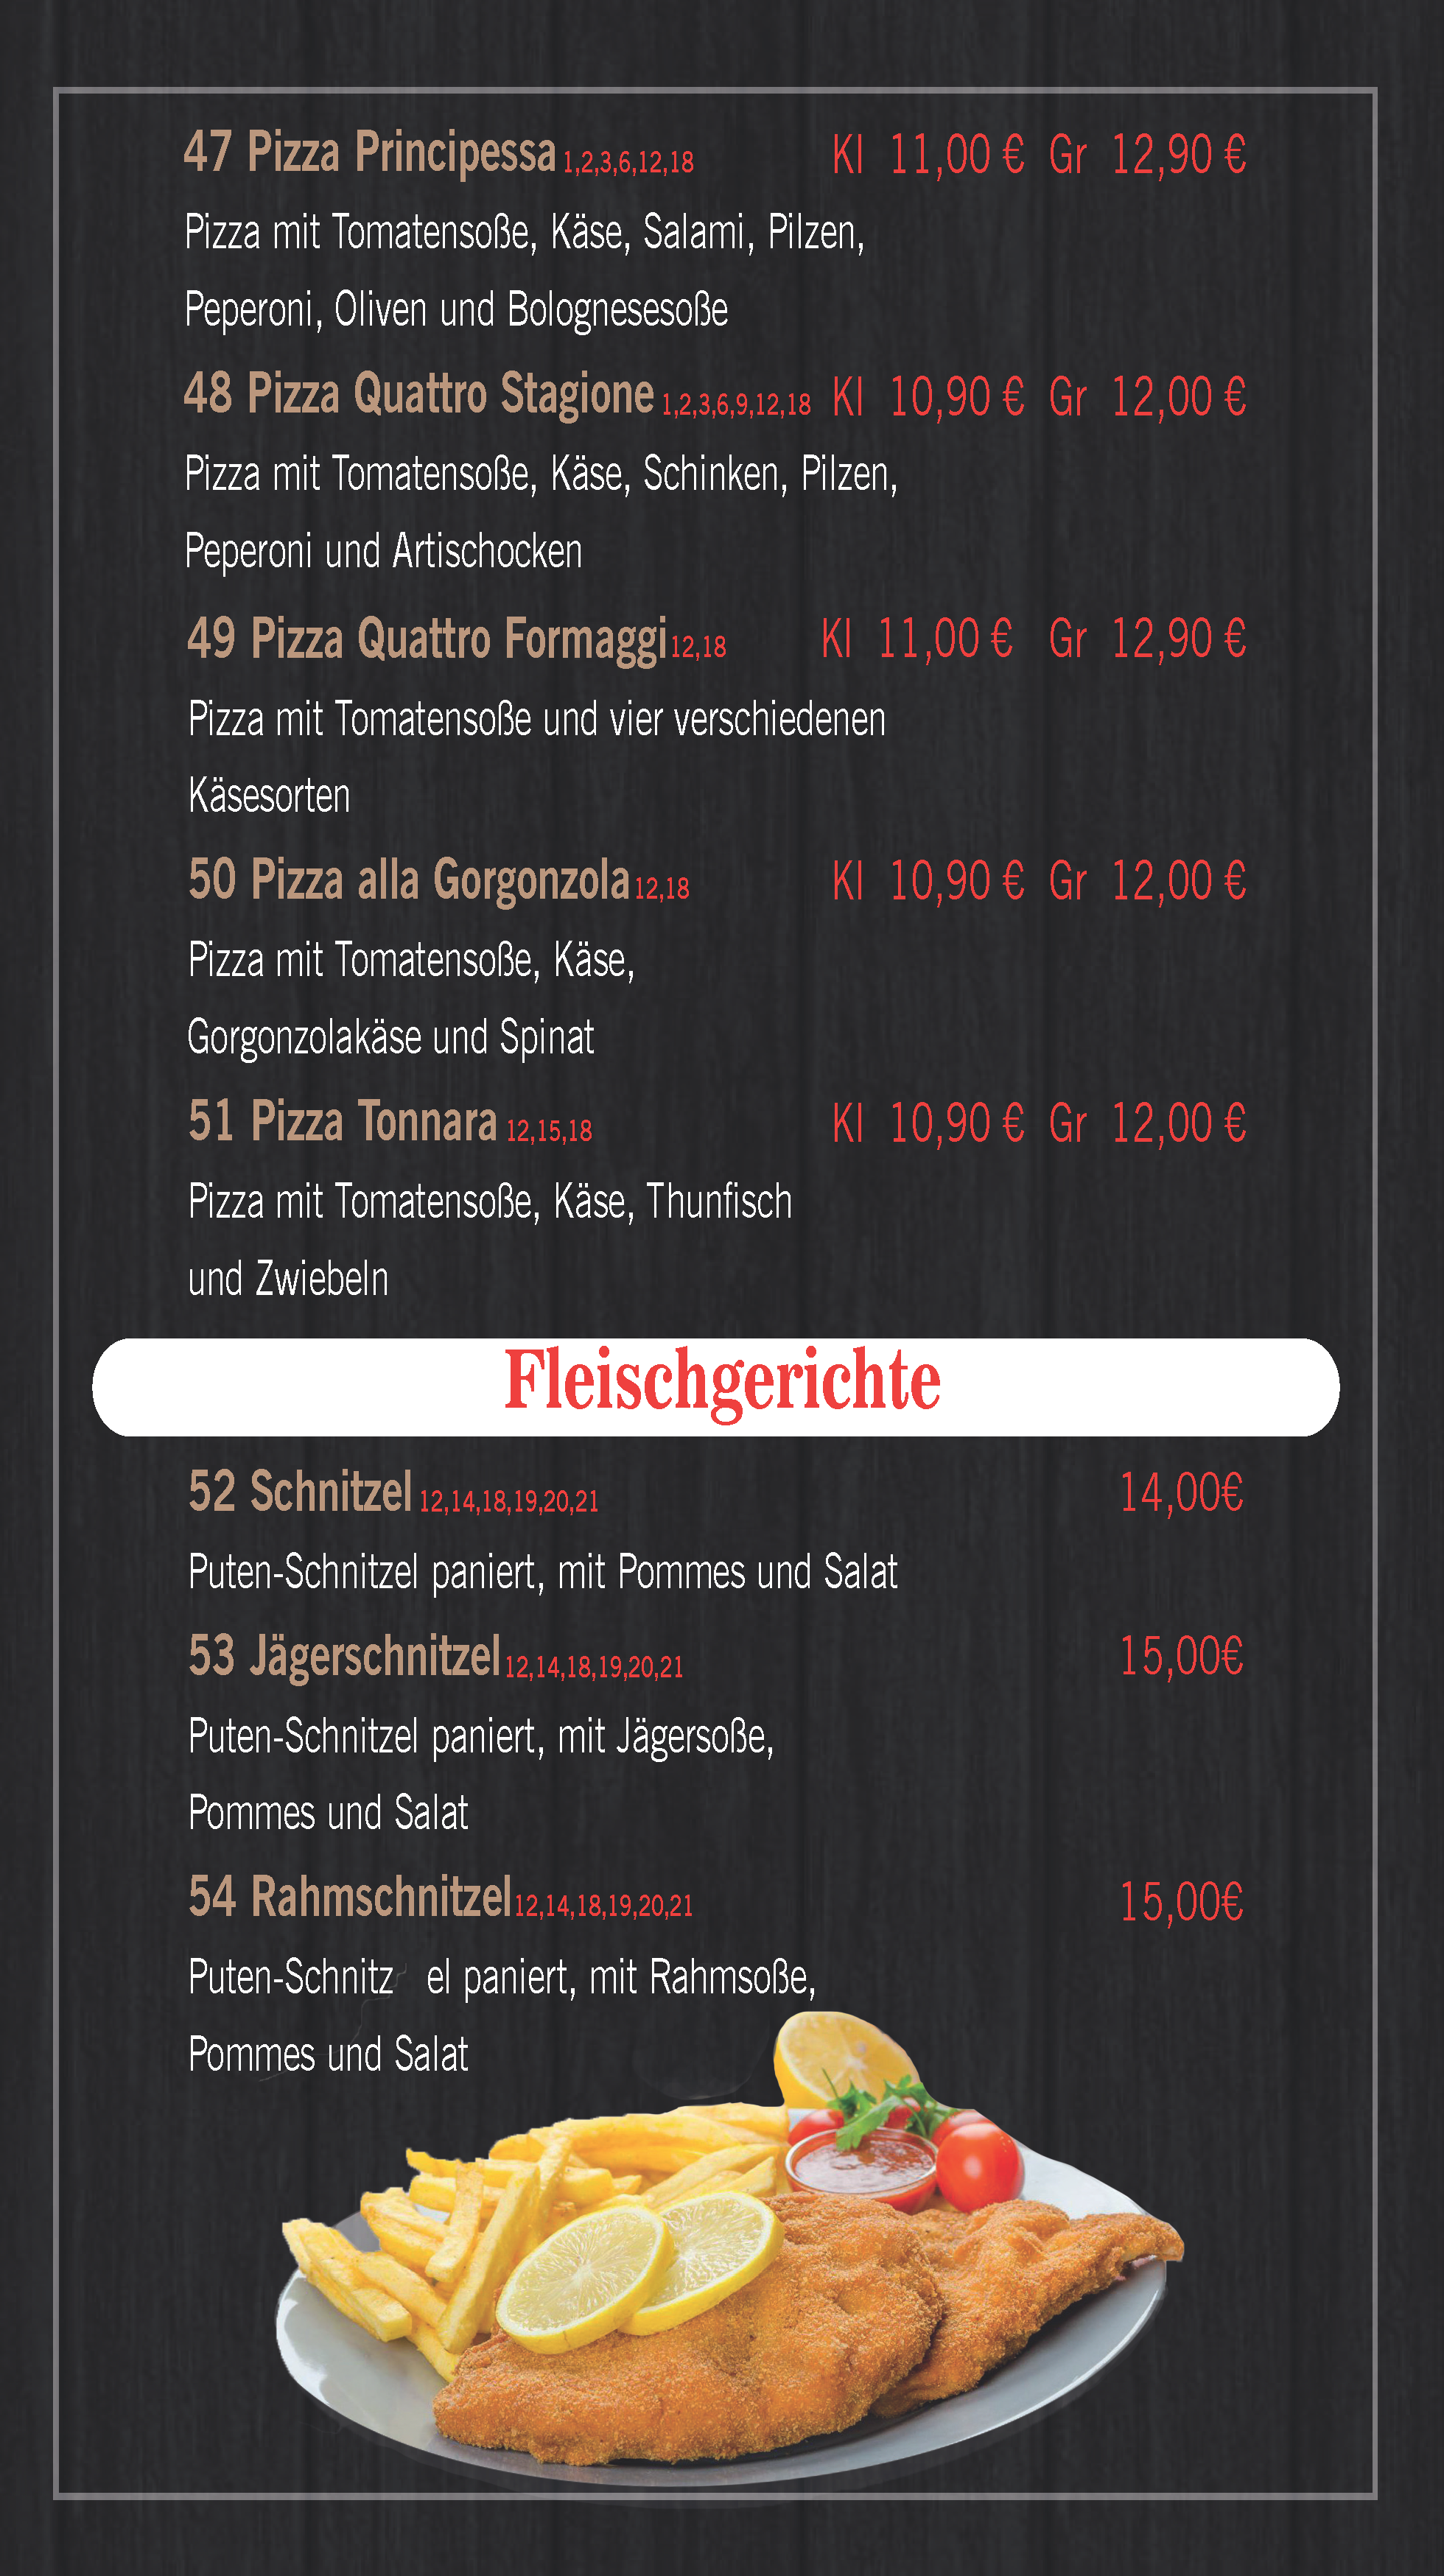 47 Pizza Principessa 1,2,3,6,12,18 Kl 11,00 € Gr 12,90 €
Pizza mit Tomatensoße, Käse, Salami, Pilzen,
Peperoni, Oliven und Bolognesesoße
48 Pizza Quattro Stagione 1,2,3,6,9,12,18 Kl 10,90 € Gr 12,00 €
Pizza mit Tomatensoße, Käse, Schinken, Pilzen,
Peperoni und Artischocken
49 Pizza Quattro Formaggi 12,18 Kl 11,00 € Gr 12,90 €
Pizza mit Tomatensoße und vier verschiedenen
Käsesorten
50 Pizza alla Gorgonzola 12,18 Kl 10,90 € Gr 12,00 €
Pizza mit Tomatensoße, Käse,
Gorgonzolakäse und Spinat
51 Pizza Tonnara 12,15,18 Kl 10,90 € Gr 12,00 €
Pizza mit Tomatensoße, Käse, Thunfisch
und Zwiebeln
Fleischgerichte
52 Schnitzel 12,14,18,19,20,21 14,00€
Puten-Schnitzel paniert, mit Pommes und Salat
53 Jägerschnitzel 12,14,18,19,20,21 15,00€
Puten-Schnitzel paniert, mit Jägersoße,
Pommes und Salat
54 Rahmschnitzel 12,14,18,19,20,21 15,00€
Puten-Schnitz el paniert, mit Rahmsoße,
Pommes und Salat